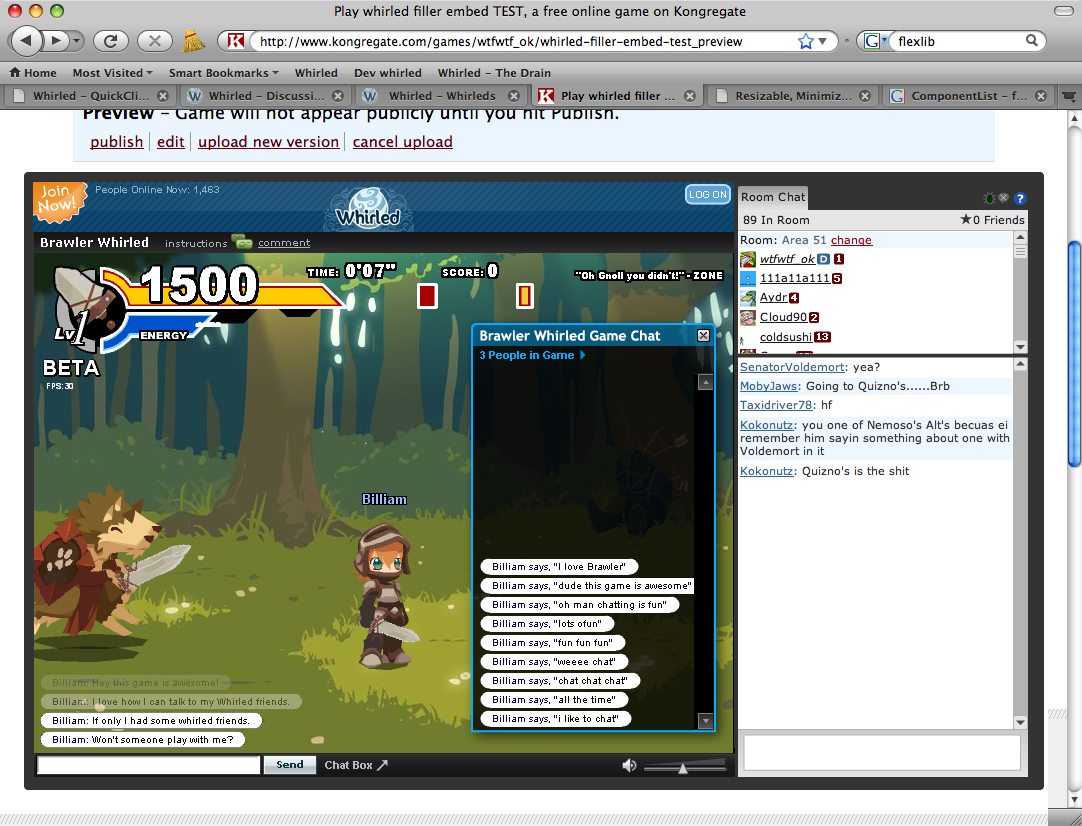 Play whirled filler embed TEST, a free online game on Kongregate
http://www.kongregate.com/games/wtfwtf_ok/whirled-filler-embed-test_preview
flexlib
Home Most Visited Smart Bookmarks Whirled Dev whirled Whirled - The Drain
Whirled - QuickCli... Whirled - Discussi... Whirled - Whirleds Play whirled filler ... Resizable, Minimiz... ComponentList - f...
Preview – Game will not appear publicly until you hit Publish.
publish edit upload new version cancel upload
Join Now!
People Online Now: 1,463
Whirled
LOG ON
Brawler Whirled instructions comment
1500
TIME: 0'07"
SCORE: 0
"Oh Gnoll you didn't!" - ZONE
Lv1
ENERGY
BETA
FPS:30
Billiam
Brawler Whirled Game Chat
3 People in Game
Billiam says, "I love Brawler"
Billiam says, "dude this game is awesome"
Billiam says, "oh man chatting is fun"
Billiam says, "lots ofun"
Billiam says, "fun fun fun"
Billiam says, "weeee chat"
Billiam says, "chat chat chat"
Billiam says, "all the time"
Billiam says, "i like to chat"
Billiam: Hey this game is awesome!
Billiam: I love how I can talk to my Whirled friends.
Billiam: If only I had some whirled friends.
Billiam: Won't someone play with me?
Send Chat Box
Room Chat
?
89 In Room 0 Friends
Room: Area 51 change
wtfwtf_ok D 1
111a11a111 5
Aydr 4
Cloud90 2
coldsushi 13
SenatorVoldemort: yea?
MobyJaws: Going to Quizno's......Brb
Taxidriver78: hf
Kokonutz: you one of Nemoso's Alt's becuas ei
remember him sayin something about one with
Voldemort in it
Kokonutz: Quizno's is the shit